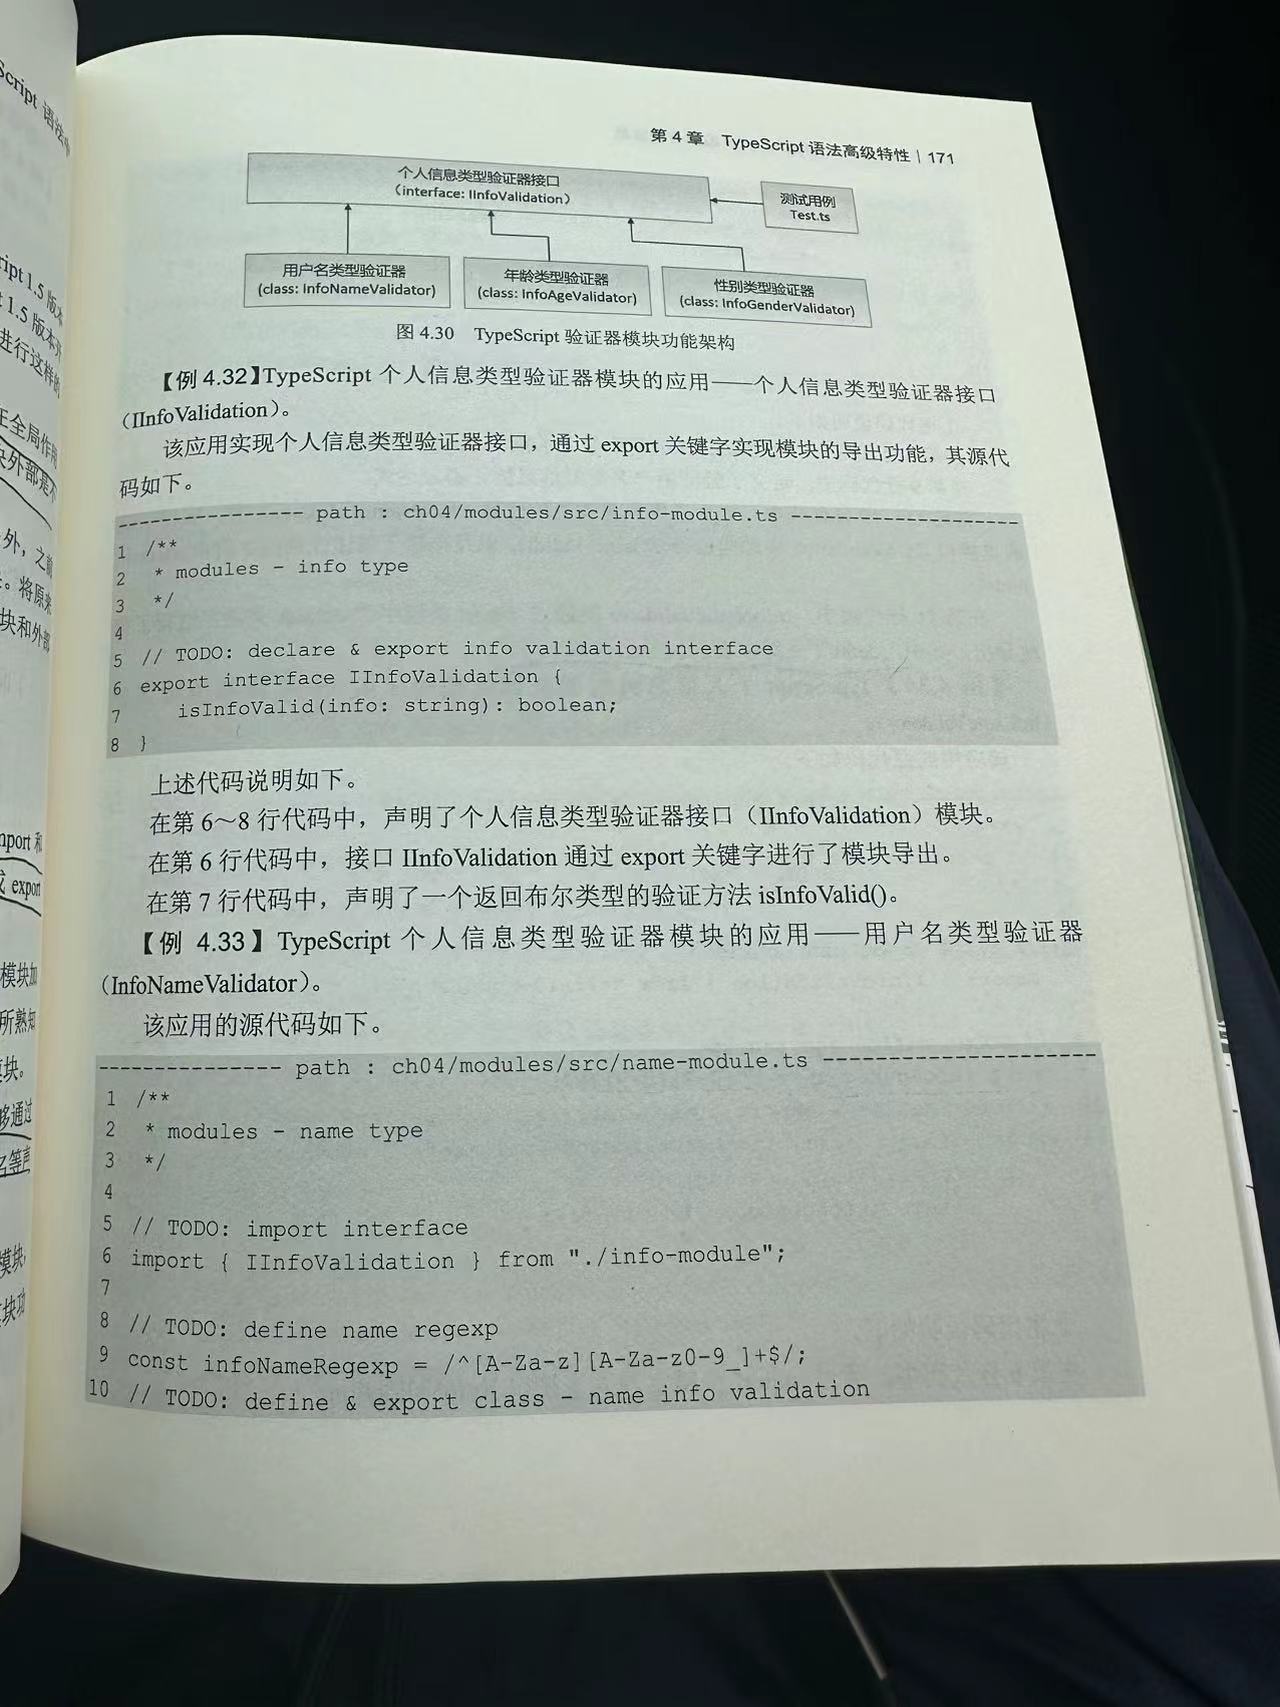 第 4 章 TypeScript 语法高级特性 | 171
个人信息类型验证器接口
(interface: IInfoValidation)
测试用例
Test.ts
用户名类型验证器
(class: InfoNameValidator)
年龄类型验证器
(class: InfoAgeValidator)
性别类型验证器
(class: InfoGenderValidator)
图 4.30 TypeScript 验证器模块功能架构
【例 4.32】TypeScript 个人信息类型验证器模块的应用——个人信息类型验证器接口
(IInfoValidation)。
该应用实现个人信息类型验证器接口，通过 export 关键字实现模块的导出功能，其源代
码如下。
---------------- path : ch04/modules/src/info-module.ts --------------------
1 /**
2 * modules - info type
3 */
4
5 // TODO: declare & export info validation interface
6 export interface IInfoValidation {
7 isInfoValid(info: string): boolean;
8 }
上述代码说明如下。
在第 6～8 行代码中，声明了个人信息类型验证器接口（IInfoValidation）模块。
在第 6 行代码中，接口 IInfoValidation 通过 export 关键字进行了模块导出。
在第 7 行代码中，声明了一个返回布尔类型的验证方法 isInfoValid()。
【例 4.33】TypeScript 个人信息类型验证器模块的应用——用户名类型验证器
(InfoNameValidator)。
该应用的源代码如下。
--------------- path : ch04/modules/src/name-module.ts ----------------------
1 /**
2 * modules - name type
3 */
4
5 // TODO: import interface
6 import { IInfoValidation } from "./info-module";
7
8 // TODO: define name regexp
9 const infoNameRegexp = /^[A-Za-z][A-Za-z0-9_]+$/;
10 // TODO: define & export class - name info validation